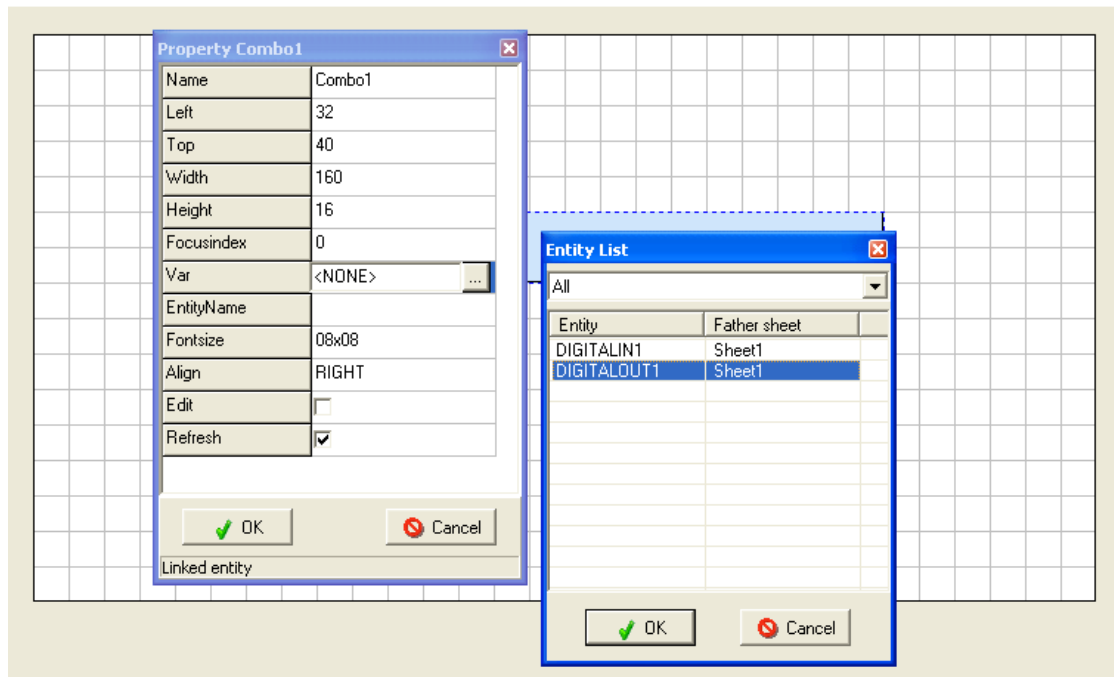 Property Combo1
Name Combo1
Left 32
Top 40
Width 160
Height 16
Focusindex 0
Var <NONE> ...
EntityName
Fontsize 08x08
Align RIGHT
Edit
Refresh
OK Cancel
Linked entity
Entity List
All
Entity Father sheet
DIGITALIN1 Sheet1
DIGITALOUT1 Sheet1
OK Cancel